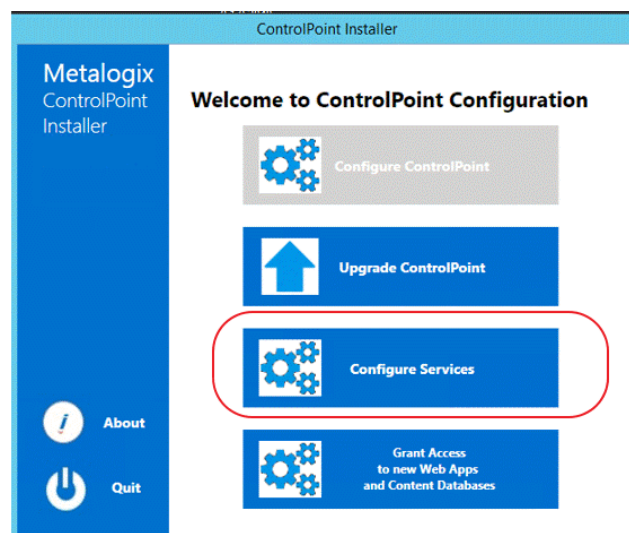 ControlPoint Installer
Metalogix
ControlPoint
Installer
Welcome to ControlPoint Configuration
Configure ControlPoint
Upgrade ControlPoint
Configure Services
Grant Access
to new Web Apps
and Content Databases
About
Quit